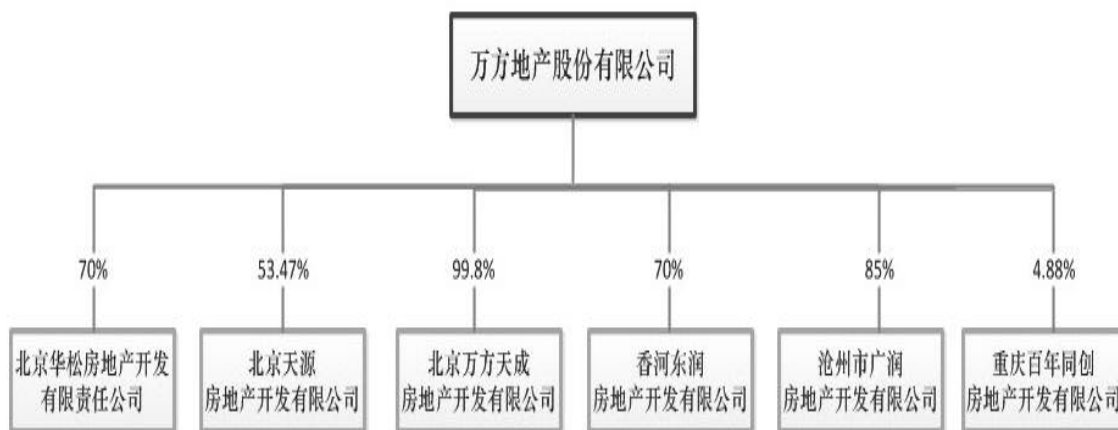 万方地产股份有限公司
70%
53.47%
99.8%
70%
85%
4.88%
北京华松房地产开发
有限责任公司
北京天源
房地产开发有限公司
北京万方天成
房地产开发有限公司
香河东润
房地产开发有限公司
沧州市广润
房地产开发有限公司
重庆百年同创
房地产开发有限公司